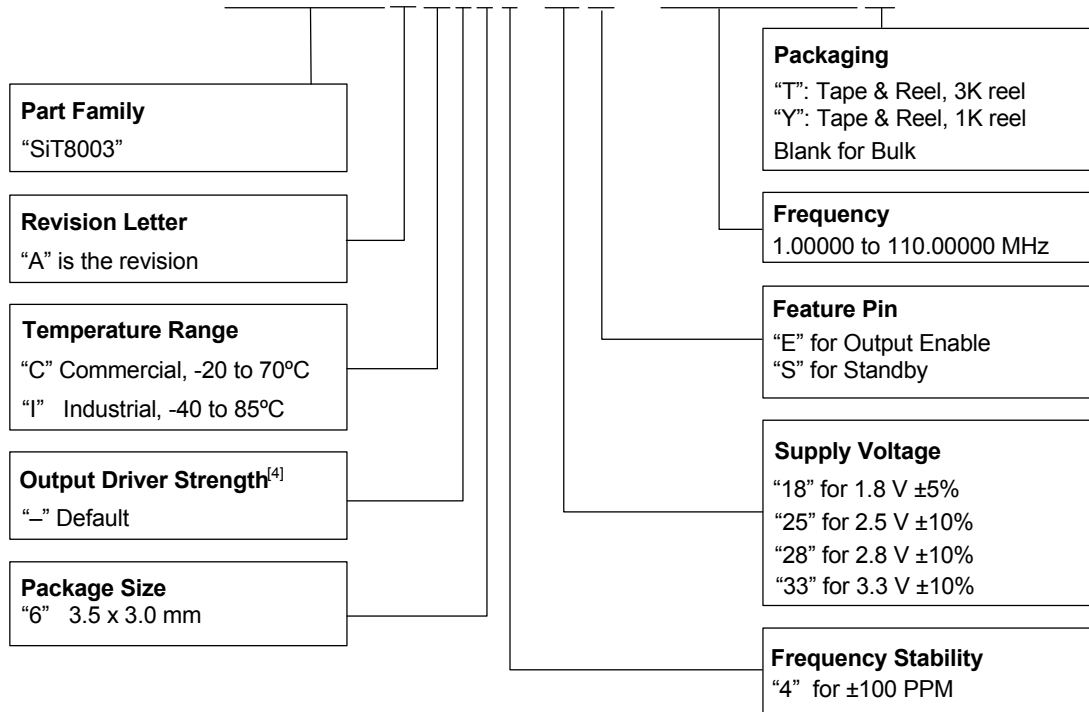 Part Family
“SiT8003”
Revision Letter
“A” is the revision
Temperature Range
“C” Commercial, -20 to 70ºC
“I” Industrial, -40 to 85ºC
Output Driver Strength[4]
“–” Default
Package Size
“6” 3.5 x 3.0 mm
Packaging
“T”: Tape & Reel, 3K reel
“Y”: Tape & Reel, 1K reel
Blank for Bulk
Frequency
1.00000 to 110.00000 MHz
Feature Pin
“E” for Output Enable
“S” for Standby
Supply Voltage
“18” for 1.8 V ±5%
“25” for 2.5 V ±10%
“28” for 2.8 V ±10%
“33” for 3.3 V ±10%
Frequency Stability
“4” for ±100 PPM